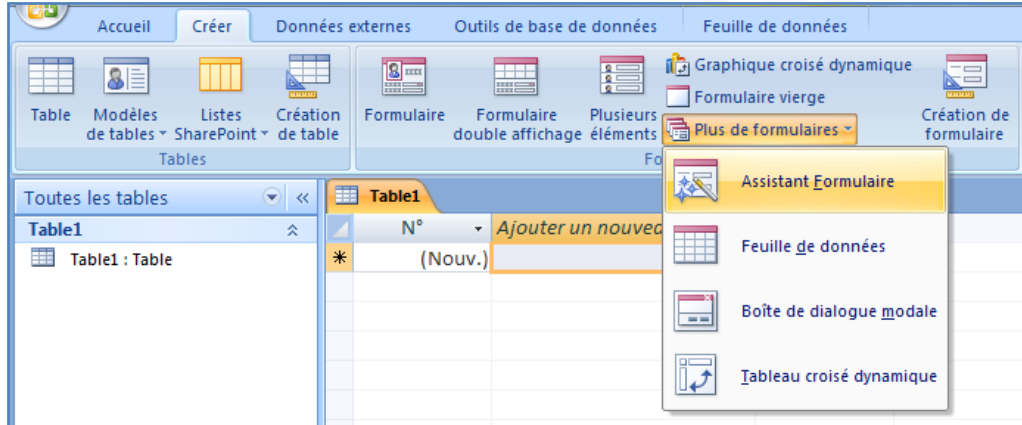 Accueil Créer Données externes Outils de base de données Feuille de données
Table
Modèles
de tables
Listes
SharePoint
Création
de table
Tables
Formulaire
Formulaire
double affichage
Plusieurs
éléments
Graphique croisé dynamique
Formulaire vierge
Plus de formulaires
Création de
formulaire
Fo
Assistant Formulaire
Feuille de données
Boîte de dialogue modale
Tableau croisé dynamique
Toutes les tables
Table1
Table1 : Table
Table1
N° Ajouter un nouveau
(Nouv.)